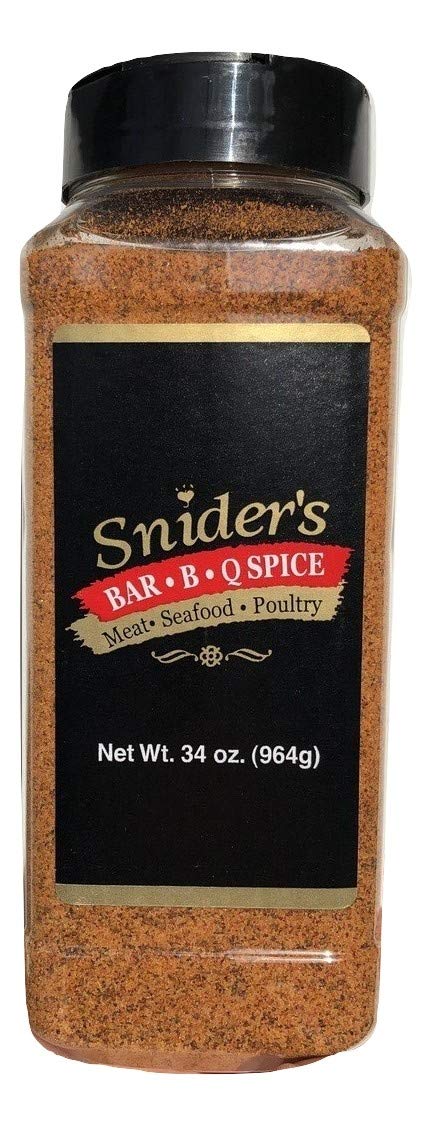 Snider's
BAR • B • Q SPICE
Meat • Seafood • Poultry
Net Wt. 34 oz. (964g)